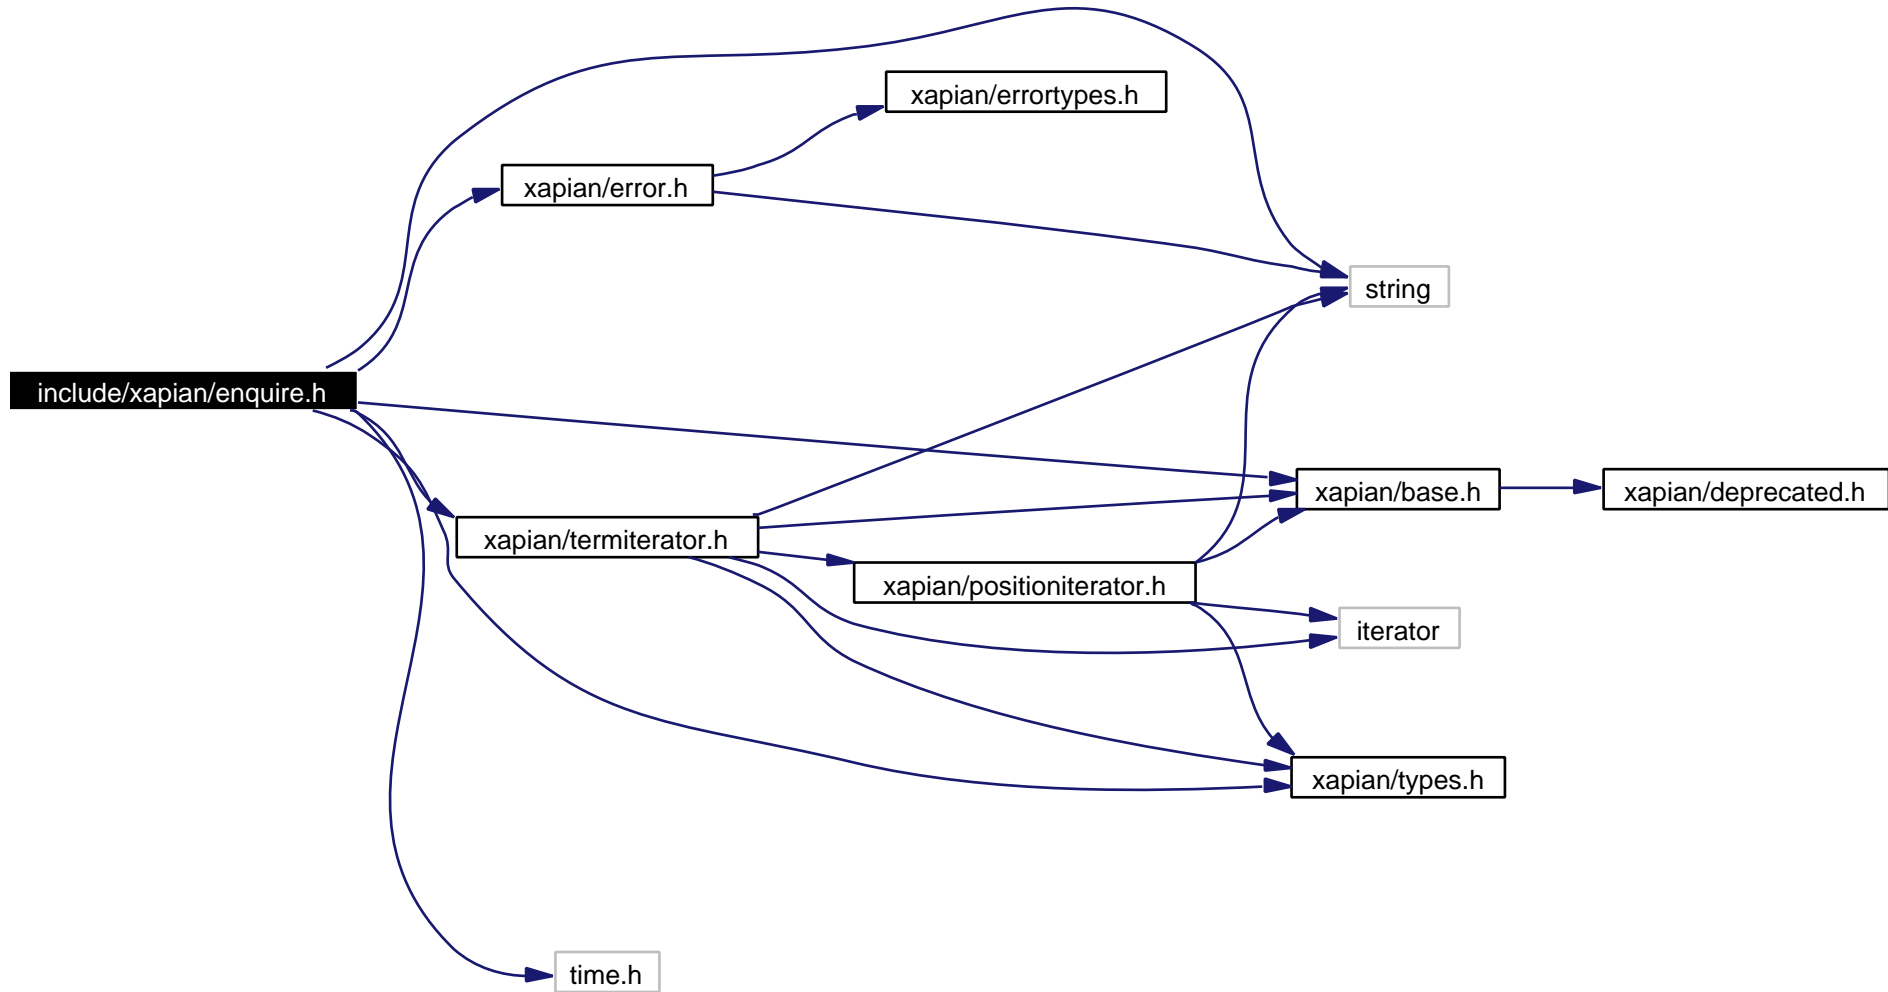 xapian/errortypes.h
xapian/error.h
string
include/xapian/enquire.h
xapian/base.h
xapian/deprecated.h
xapian/termiterator.h
xapian/positioniterator.h
iterator
xapian/types.h
time.h